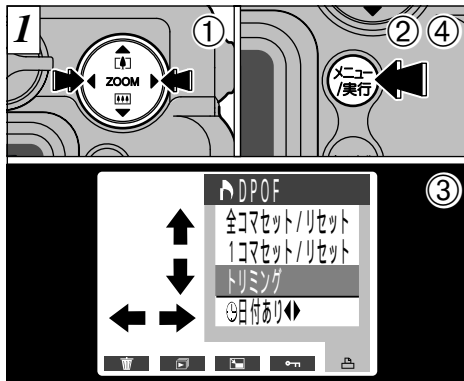 1
①
ZOOM
② ④
メニュー
/実行
③
DPOF
全コマセット/リセット
1コマセット/リセット
トリミング
日付あり